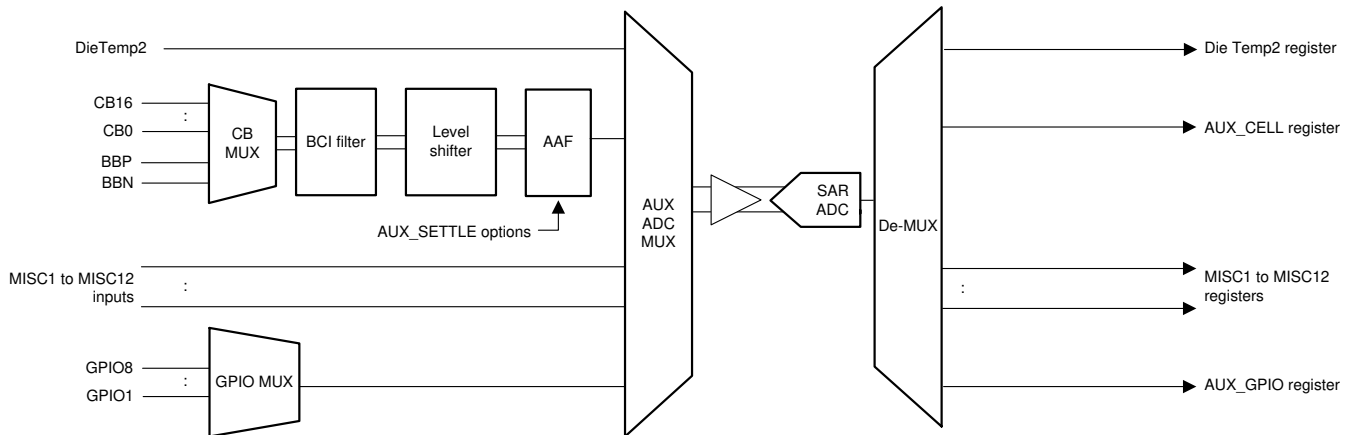 DieTemp2
CB16
:
CB0
BBP
BBN
CB
MUX
BCI filter
Level
shifter
AAF
AUX_SETTLE options
MISC1 to MISC12
inputs
:
GPIO8
:
GPIO1
GPIO MUX
AUX
ADC
MUX
SAR
ADC
De-MUX
Die Temp2 register
AUX_CELL register
:
MISC1 to MISC12
registers
AUX_GPIO register